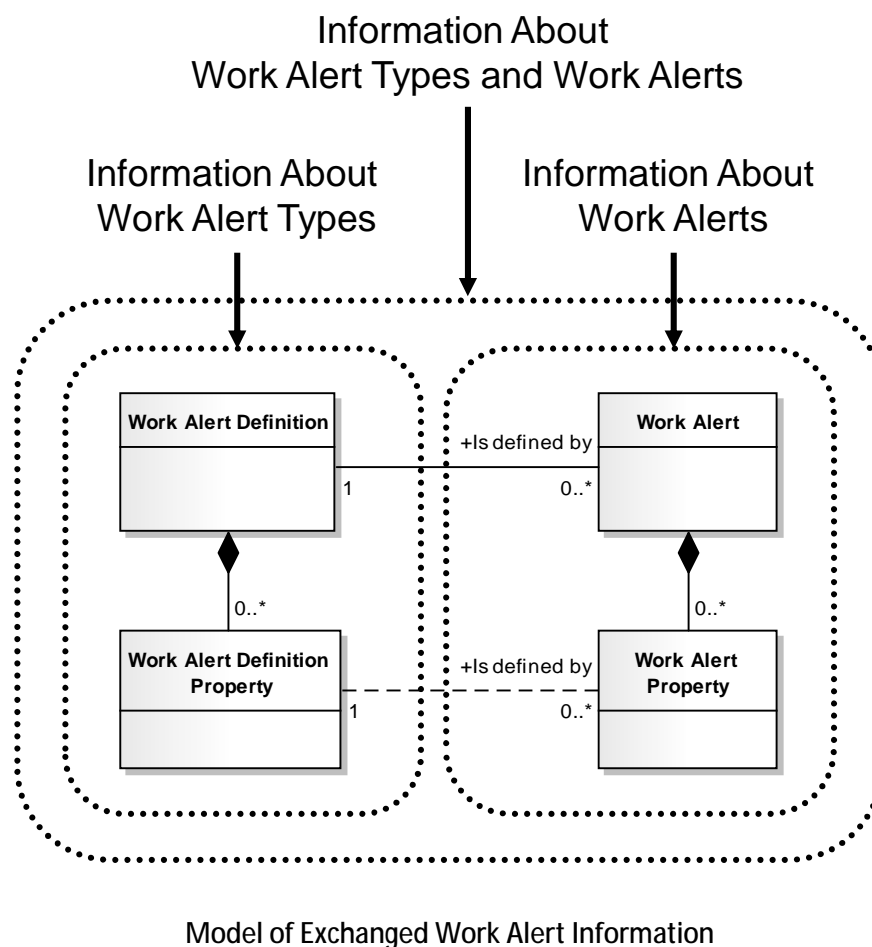 Information About
Work Alert Types and Work Alerts
Information About
Work Alert Types
Information About
Work Alerts
Work Alert Definition
Work Alert
+Is defined by
1
0..*
0..*
0..*
Work Alert Definition
Property
Work Alert
Property
+Is defined by
1
0..*
Model of Exchanged Work Alert Information